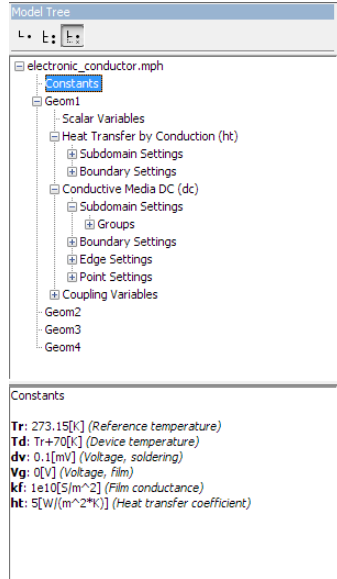 Model Tree
electronic_conductor.mph
Constants
Geom1
Scalar Variables
Heat Transfer by Conduction (ht)
Subdomain Settings
Boundary Settings
Conductive Media DC (dc)
Subdomain Settings
Groups
Boundary Settings
Edge Settings
Point Settings
Coupling Variables
Geom2
Geom3
Geom4
Constants
Tr: 273.15[K] (Reference temperature)
Td: Tr+70[K] (Device temperature)
dv: 0.1[mV] (Voltage, soldering)
Vg: 0[V] (Voltage, film)
kf: 1e10[S/m^2] (Film conductance)
ht: 5[W/(m^2*K)] (Heat transfer coefficient)